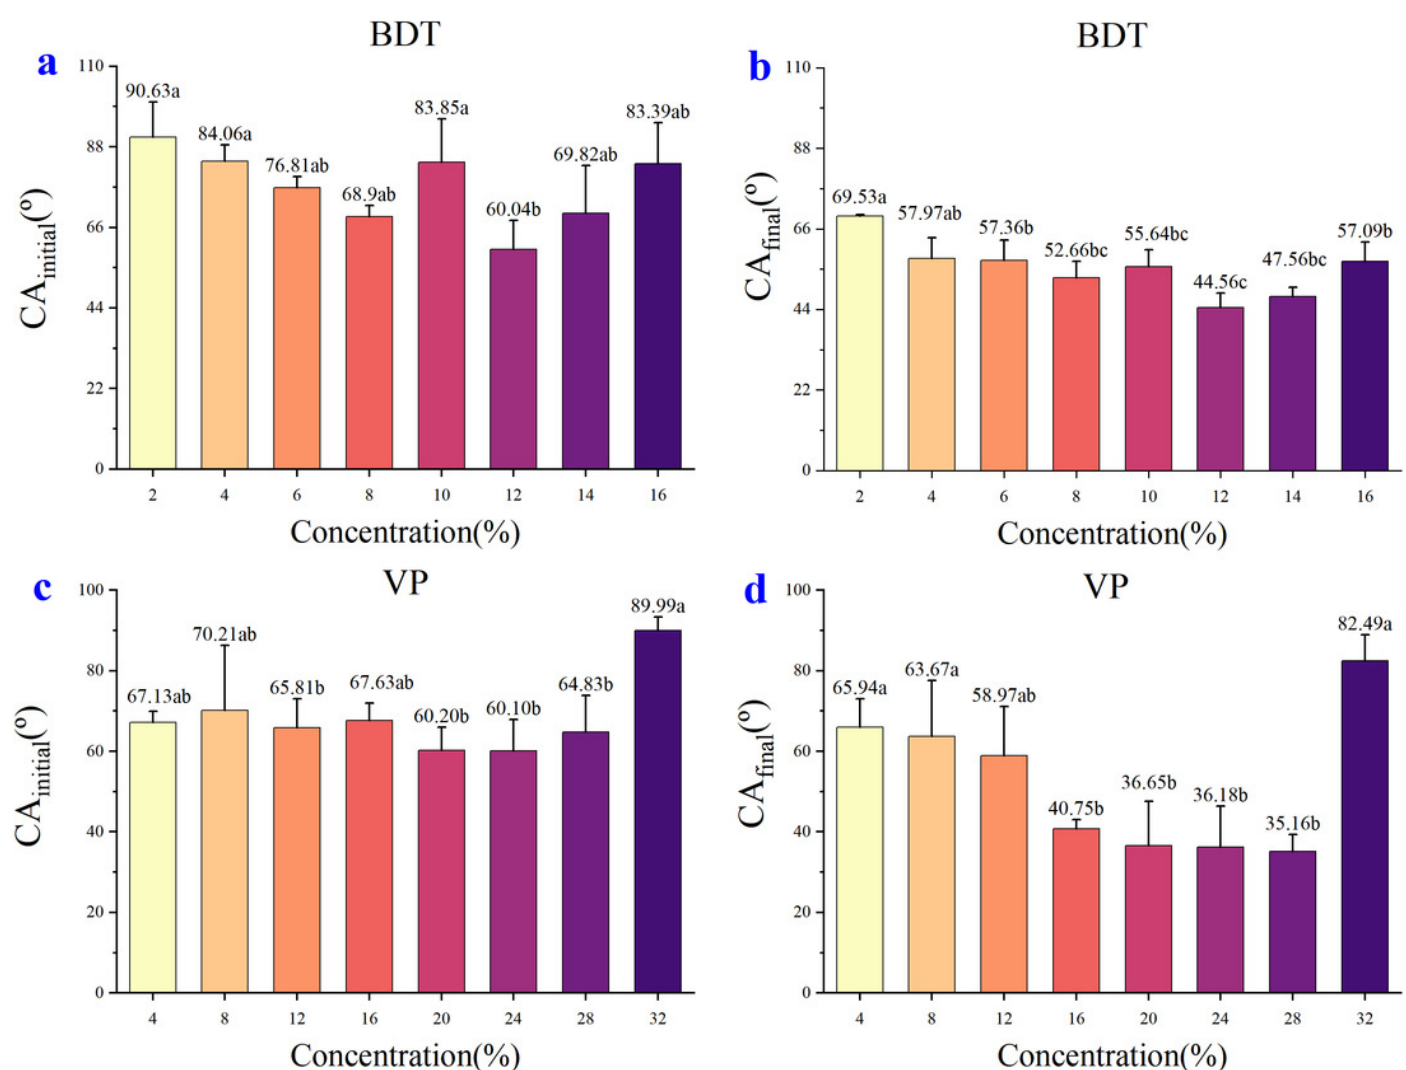 a
BDT
110
88
66
44
22
0
CAinitial(º)
90.63a
84.06a
76.81ab
68.9ab
83.85a
60.04b
69.82ab
83.39ab
2 4 6 8 10 12 14 16
Concentration(%)
b
BDT
110
88
66
44
22
0
CAfinal(º)
69.53a
57.97ab
57.36b
52.66bc
55.64bc
44.56c
47.56bc
57.09b
2 4 6 8 10 12 14 16
Concentration(%)
c
VP
100
80
60
40
20
0
CAinitial(º)
67.13ab
70.21ab
65.81b
67.63ab
60.20b
60.10b
64.83b
89.99a
4 8 12 16 20 24 28 32
Concentration(%)
d
VP
100
80
60
40
20
0
CAfinal(º)
65.94a
63.67a
58.97ab
40.75b
36.65b
36.18b
35.16b
82.49a
4 8 12 16 20 24 28 32
Concentration(%)